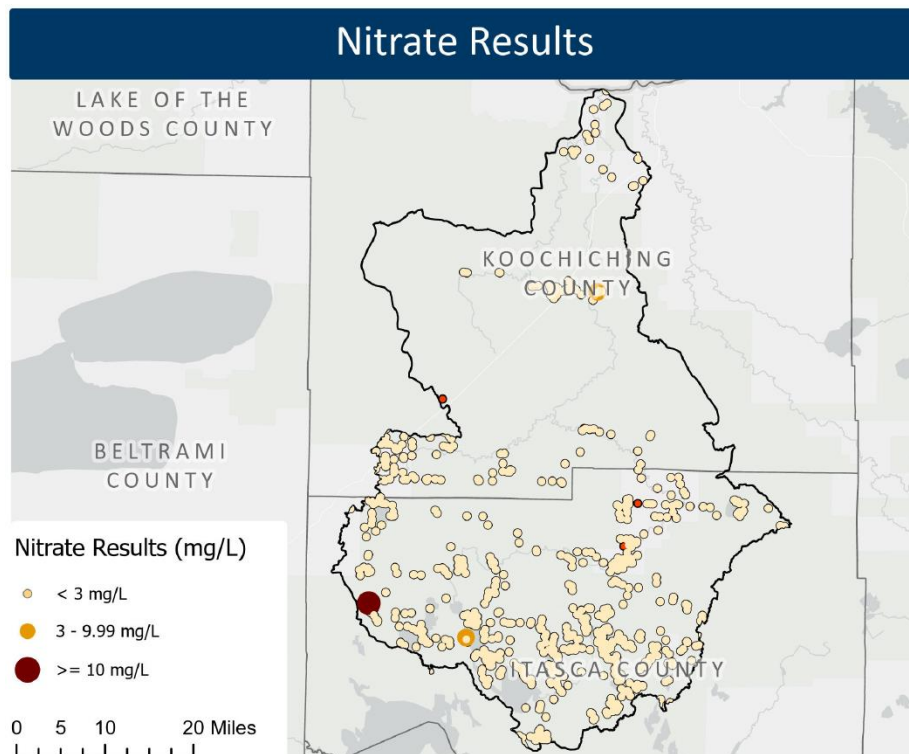 Nitrate Results
LAKE OF THE
WOODS COUNTY
KOOCHICHING
COUNTY
BELTRAMI
COUNTY
ITASCA COUNTY
Nitrate Results (mg/L)
< 3 mg/L
3 - 9.99 mg/L
>= 10 mg/L
0 5 10 20 Miles